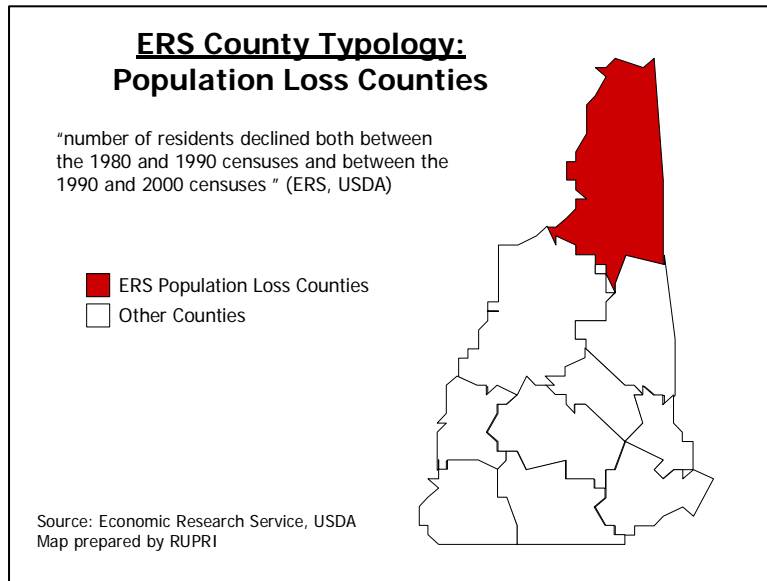 ERS County Typology:
Population Loss Counties
“number of residents declined both between
the 1980 and 1990 censuses and between the
1990 and 2000 censuses ” (ERS, USDA)
ERS Population Loss Counties
Other Counties
Source: Economic Research Service, USDA
Map prepared by RUPRI